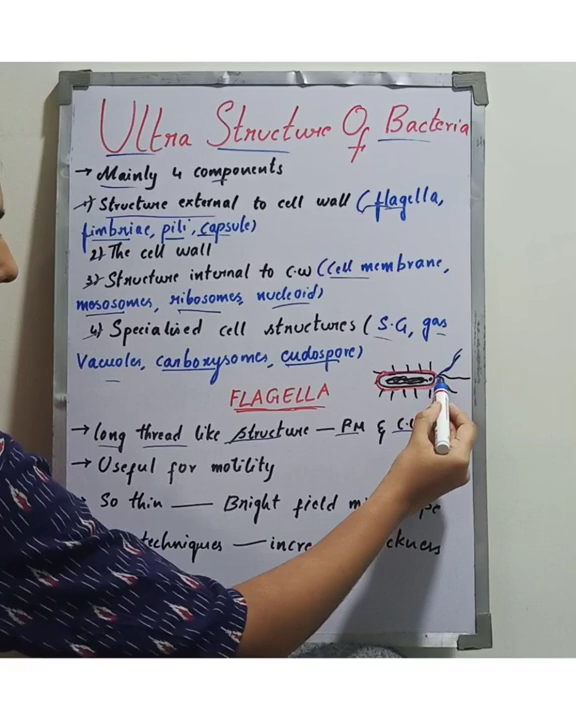 Ultra Structure Of Bacteria
→ Mainly 4 components
1) Structure external to cell wall (flagella,
fimbriae, pili, capsule)
2) The cell wall
3) Structure internal to c.w (Cell membrane,
mesosomes, ribosomes, nucleoid)
4) Specialised cell structures (S.G, gas
Vacuoles, carboxysomes, endospore)
FLAGELLA
→ long thread like structure — PM &
→ Useful for motility
So thin — Bright field
techniques —